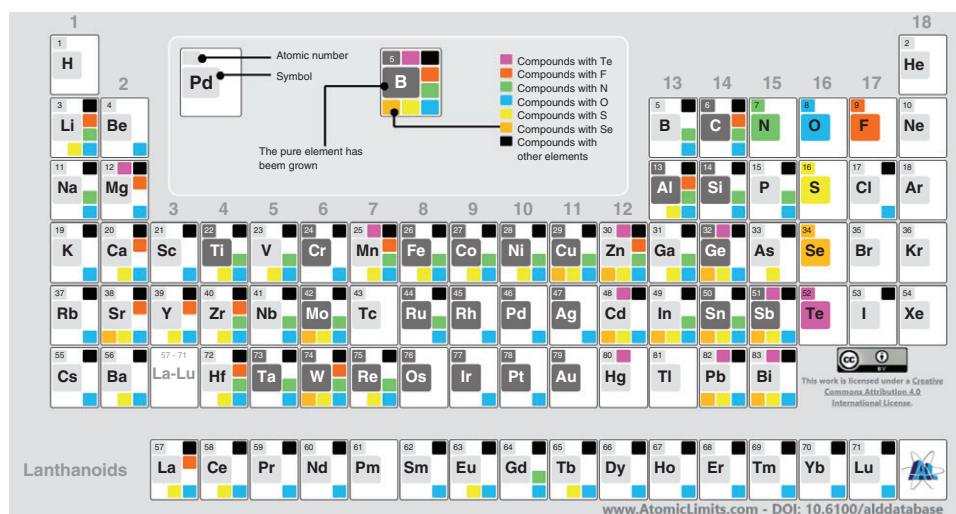 1 18
1 2
H He
2 13 14 15 16 17
Atomic number
Symbol
Pd
5
B
Compounds with Te
Compounds with F
Compounds with N
Compounds with O
Compounds with S
Compounds with Se
Compounds with
other elements
The pure element has
beem grown
3 4 5 6 7 8 9 10
Li Be B C N O F Ne
11 12 13 14 15 16 17 18
Na Mg Al Si P S Cl Ar
3 4 5 6 7 8 9 10 11 12
19 20 21 22 23 24 25 26 27 28 29 30 31 32 33 34 35 36
K Ca Sc Ti V Cr Mn Fe Co Ni Cu Zn Ga Ge As Se Br Kr
37 38 39 40 41 42 43 44 45 46 47 48 49 50 51 52 53 54
Rb Sr Y Zr Nb Mo Tc Ru Rh Pd Ag Cd In Sn Sb Te I Xe
55 56 57 - 71 72 73 74 75 76 77 78 79 80 81 82 83
Cs Ba La-Lu Hf Ta W Re Os Ir Pt Au Hg Tl Pb Bi
cc BY
This work is licensed under a Creative
Commons Attribution 4.0
International License.
57 58 59 60 61 62 63 64 65 66 67 68 69 70 71
Lanthanoids La Ce Pr Nd Pm Sm Eu Gd Tb Dy Ho Er Tm Yb Lu
www.AtomicLimits.com - DOI: 10.6100/alddatabase